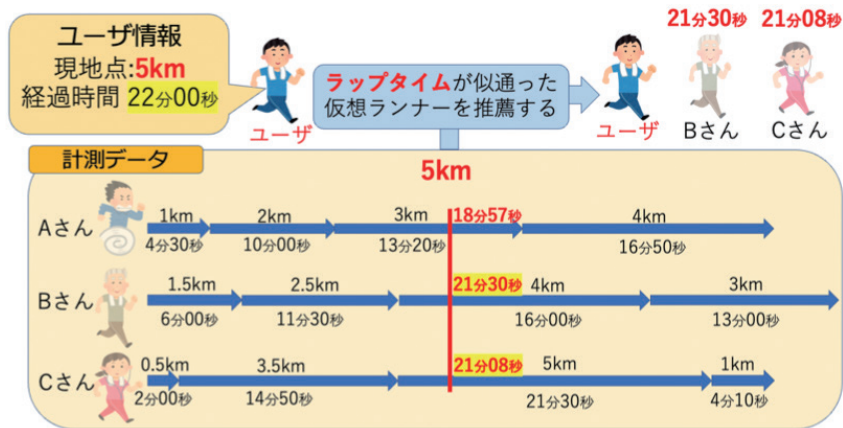 ユーザ情報
現地点:5km
経過時間 22分00秒
ユーザ
ラップタイムが似通った
仮想ランナーを推薦する
21分30秒 21分08秒
ユーザ Bさん Cさん
計測データ
5km
Aさん
1km 2km 3km 18分57秒 4km
4分30秒 10分00秒 13分20秒 16分50秒
Bさん
1.5km 2.5km 21分30秒 4km 3km
6分00秒 11分30秒 16分00秒 13分00秒
Cさん
0.5km 3.5km 21分08秒 5km 1km
2分00秒 14分50秒 21分30秒 4分10秒